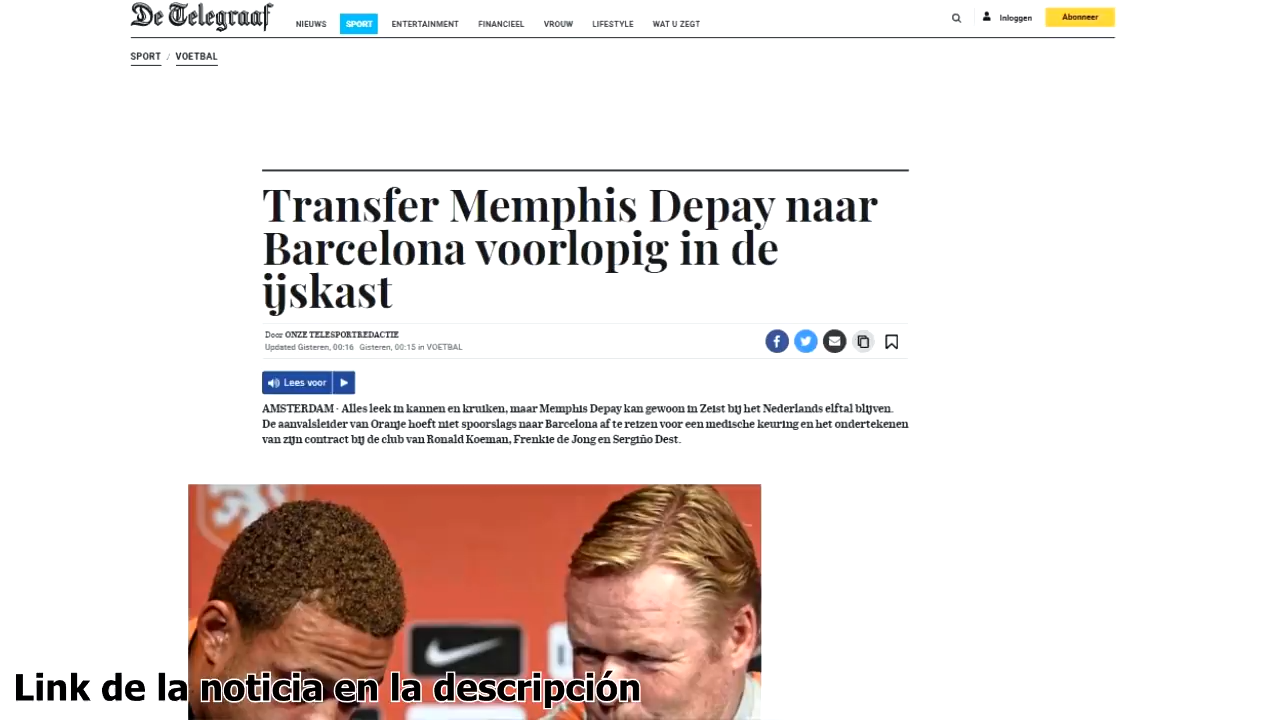 De Telegraaf
NIEUWS SPORT ENTERTAINMENT FINANCIEEL VROUW LIFESTYLE WAT U ZEGT
Inloggen Abonneer
SPORT / VOETBAL
Transfer Memphis Depay naar
Barcelona voorlopig in de
ijskast
Door ONZE TELESPORTREDACTIE
Updated Gisteren, 00:16 Gisteren, 00:15 in VOETBAL
Lees voor
AMSTERDAM - Alles leek in kannen en kruiken, maar Memphis Depay kan gewoon in Zeist bij het Nederlands elftal blijven.
De aanvalsleider van Oranje hoeft niet spoorslags naar Barcelona af te reizen voor een medische keuring en het ondertekenen
van zijn contract bij de club van Ronald Koeman, Frenkie de Jong en Sergiño Dest.
Link de la noticia en la descripción